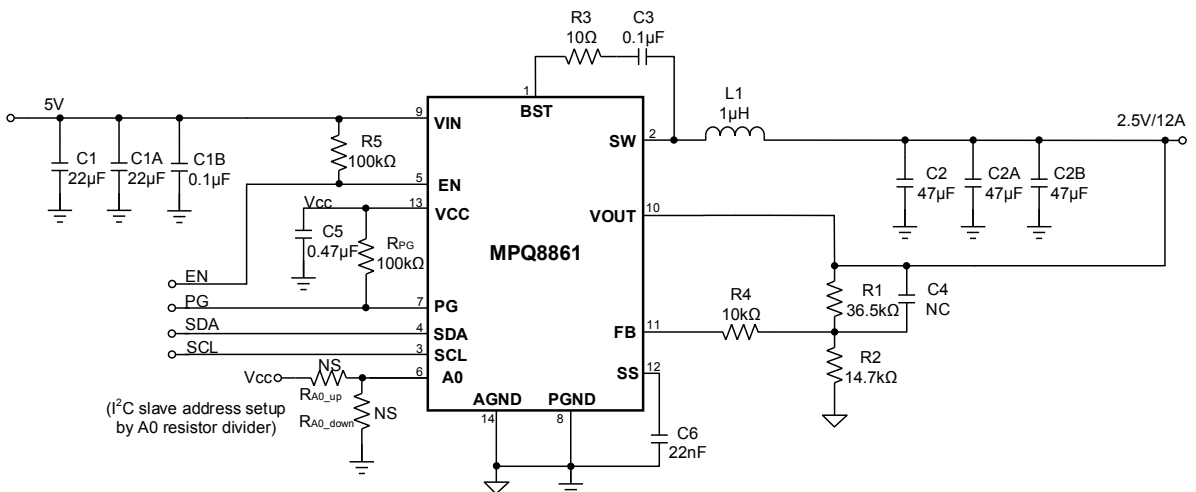 R3
10Ω
C3
0.1µF
1
BST
5V
9
VIN
SW
2
L1
1µH
2.5V/12A
C1
22µF
C1A
22µF
C1B
0.1µF
R5
100kΩ
5
EN
C2
47µF
C2A
47µF
C2B
47µF
Vcc
13
VCC
VOUT
10
C5
0.47µF
RPG
100kΩ
MPQ8861
EN
PG
7
PG
R4
10kΩ
R1
36.5kΩ
C4
NC
SDA
4
SDA
FB
11
SCL
3
SCL
R2
14.7kΩ
Vcc
NS
6
A0
SS
12
RA0_up
(I²C slave address setup
by A0 resistor divider)
RA0_down
NS
AGND
PGND
14
8
C6
22nF